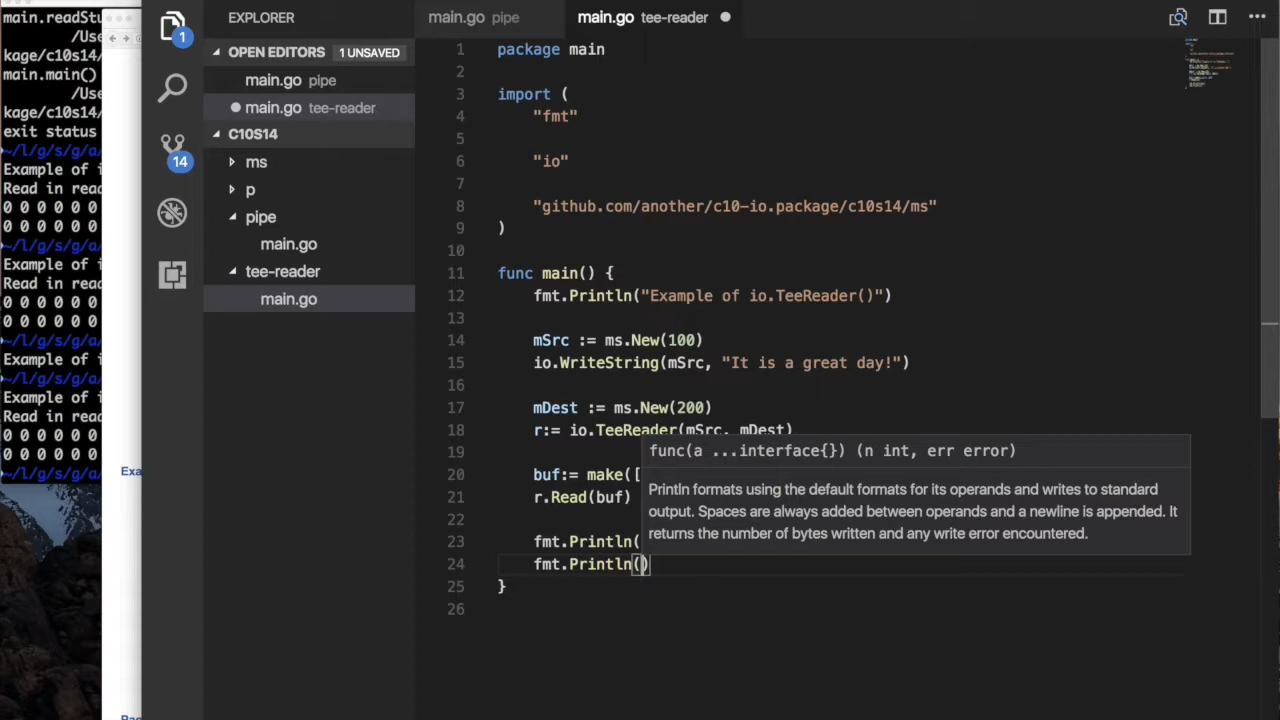 main.readStu
/Use
kage/c10s14/
main.main()
/Use
kage/c10s14/
exit status
~/l/g/s/g/a/
Example of i
Read in read
0 0 0 0 0 0
0 0 0 0 0 0
~/l/g/s/g/a/
Example of i
Read in read
0 0 0 0 0 0
0 0 0 0 0 0
~/l/g/s/g/a/
Example of i
~/l/g/s/g/a/
Example of i
Read in read
0 0 0 0 0 0
0 0 0 0 0 0
~/l/g/s/g/a/
Exa
1
14
EXPLORER
OPEN EDITORS 1 UNSAVED
main.go pipe
main.go tee-reader
C10S14
ms
p
pipe
main.go
tee-reader
main.go
main.go pipe main.go tee-reader
1 package main
2
3 import (
4 "fmt"
5
6 "io"
7
8 "github.com/another/c10-io.package/c10s14/ms"
9 )
10
11 func main() {
12 fmt.Println("Example of io.TeeReader()")
13
14 mSrc := ms.New(100)
15 io.WriteString(mSrc, "It is a great day!")
16
17 mDest := ms.New(200)
18 r:= io.TeeReader(mSrc, mDest)
19
20 buf:= make([
21 r.Read(buf)
22
23 fmt.Println(
24 fmt.Println()
25 }
26
func(a ...interface{}) (n int, err error)
Println formats using the default formats for its operands and writes to standard
output. Spaces are always added between operands and a newline is appended. It
returns the number of bytes written and any write error encountered.